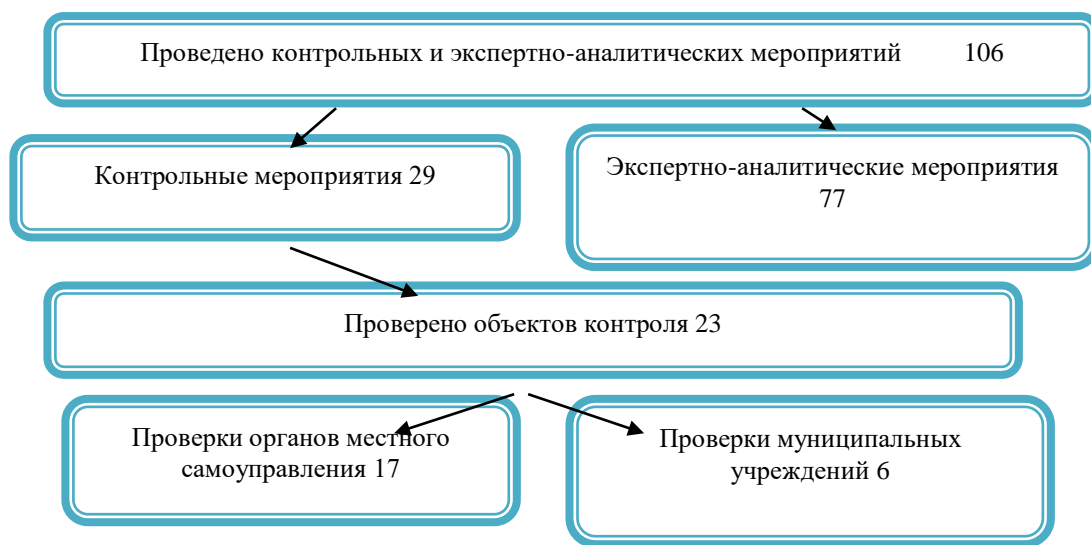 Проведено контрольных и экспертно-аналитических мероприятий 106
Контрольные мероприятия 29
Экспертно-аналитические мероприятия
77
Проверено объектов контроля 23
Проверки органов местного
самоуправления 17
Проверки муниципальных
учреждений 6